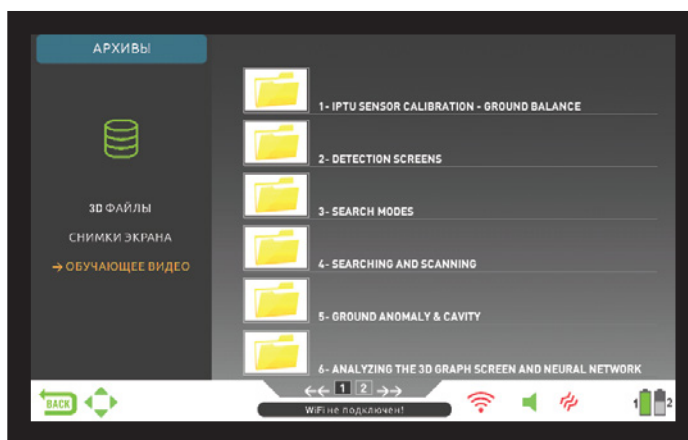 АРХИВЫ
3D ФАЙЛЫ
СНИМКИ ЭКРАНА
→ ОБУЧАЮЩЕЕ ВИДЕО
1- IPTU SENSOR CALIBRATION - GROUND BALANCE
2- DETECTION SCREENS
3- SEARCH MODES
4- SEARCHING AND SCANNING
5- GROUND ANOMALY & CAVITY
6- ANALYZING THE 3D GRAPH SCREEN AND NEURAL NETWORK
BACK
←← 1 2 →→
WiFi не подключен!
1 2